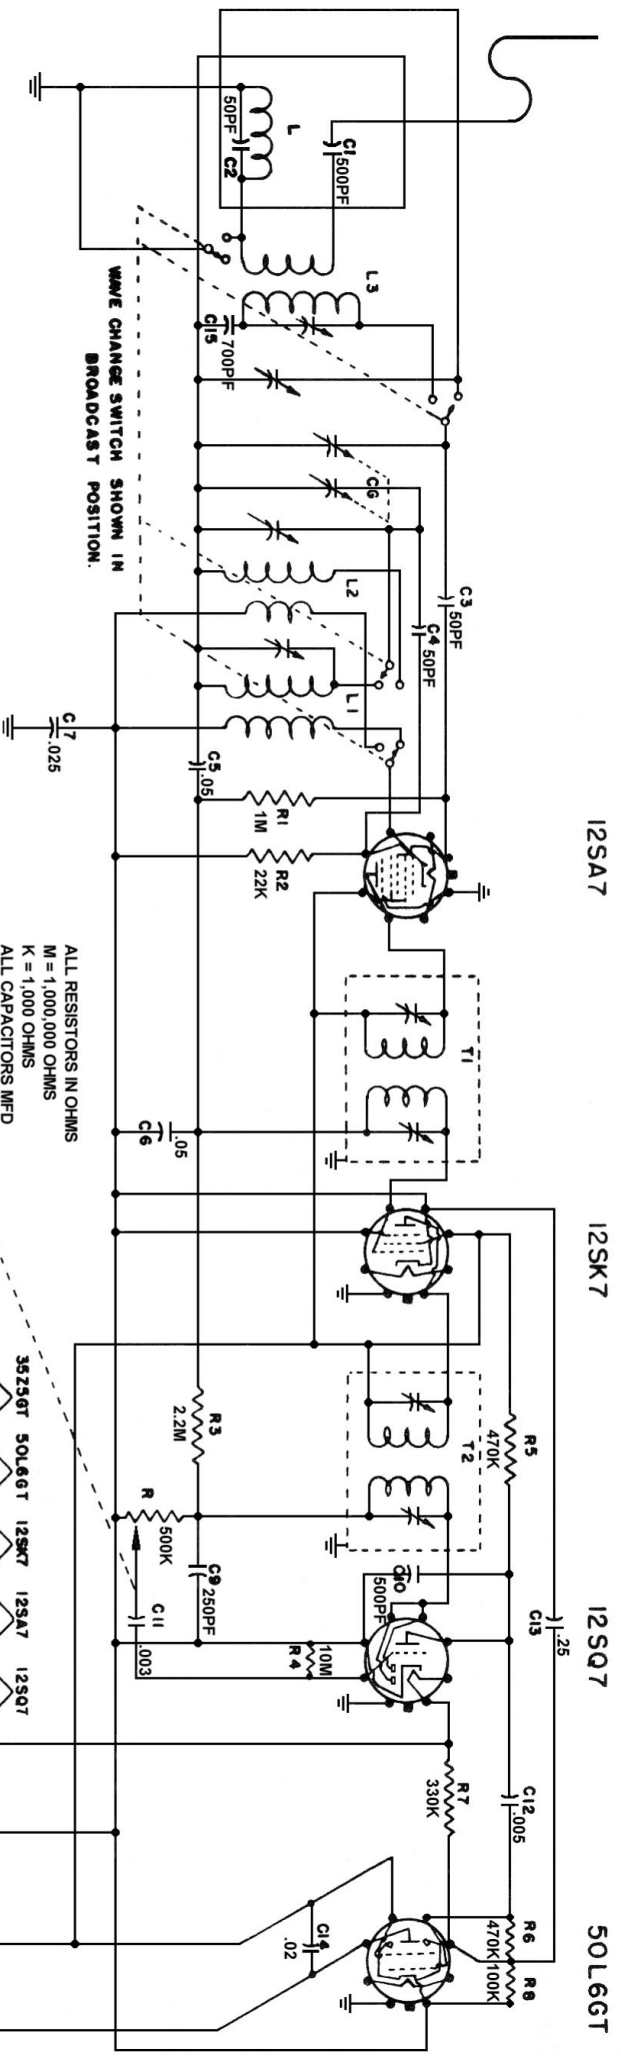 12SA7
12SK7
12SQ7
50L6GT
L
50PF
C2
C1
500PF
L3
C15
700PF
WAVE CHANGE SWITCH SHOWN IN
BROADCAST POSITION.
CG
L2
L1
C3
50PF
C4
50PF
C17
.025
C5
.05
R1
1M
R2
22K
T1
C6
.05
ALL RESISTORS IN OHMS
M = 1,000,000 OHMS
K = 1,000 OHMS
ALL CAPACITORS MFD
R3
2.2M
R5
470K
T2
R
500K
C9
250PF
C10
500PF
C11
.003
R4
10M
C13
.25
R7
330K
C12
.005
R6
470K
R8
100K
C14
.02
35Z5GT 50L6GT 12SK7 12SA7 12SQ7